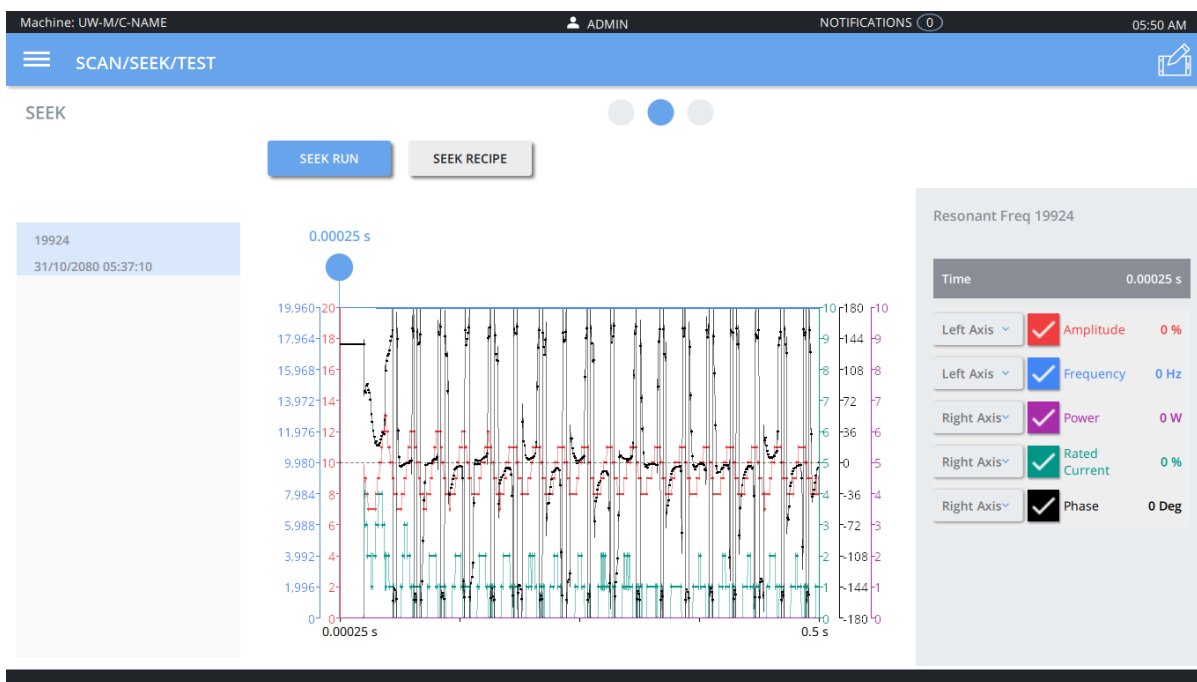 Machine: UW-M/C-NAME
ADMIN
NOTIFICATIONS 0
05:50 AM
SCAN/SEEK/TEST
SEEK
SEEK RUN
SEEK RECIPE
19924
31/10/2080 05:37:10
0.00025 s
19,960 20 10 180 10
17,964 18 9 144 9
15,968 16 8 108 8
13,972 14 7 72 7
11,976 12 6 36 6
9,980 10 5 0 5
7,984 8 4 -36 4
5,988 6 3 -72 3
3,992 4 2 -108 2
1,996 2 1 -144 1
0 0 0 -180 0
0.00025 s 0.5 s
Resonant Freq 19924
Time 0.00025 s
Left Axis Amplitude 0 %
Left Axis Frequency 0 Hz
Right Axis Power 0 W
Right Axis Rated Current 0 %
Right Axis Phase 0 Deg